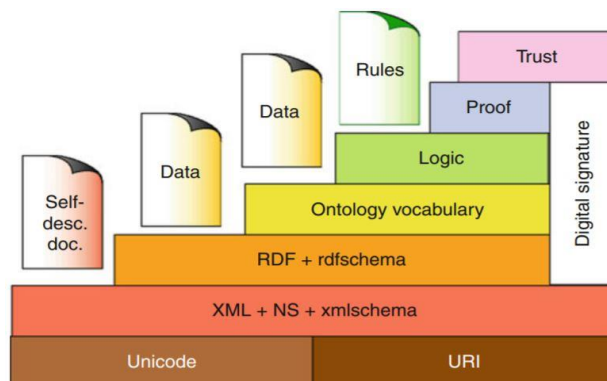 Rules
Trust
Data
Proof
Data
Logic
Self-
desc.
doc.
Ontology vocabulary
Digital signature
RDF + rdfschema
XML + NS + xmlschema
Unicode
URI